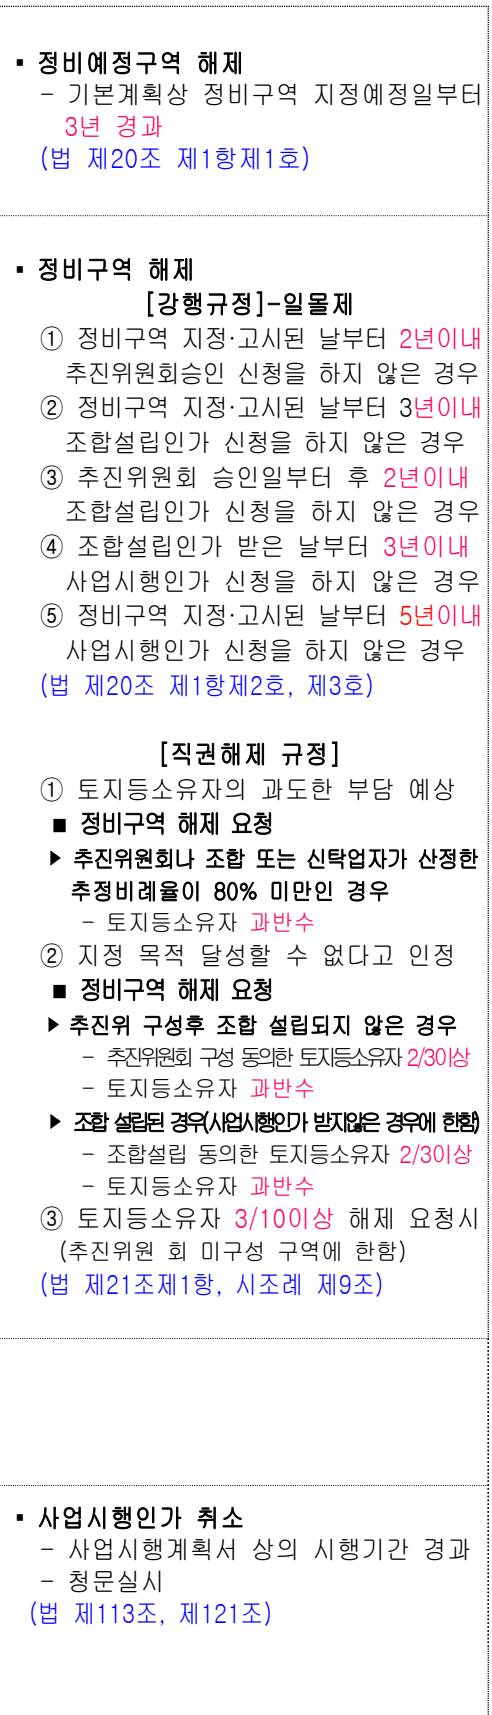 ▪ 정비예정구역 해제
- 기본계획상 정비구역 지정예정일부터
3년 경과
(법 제20조 제1항제1호)
▪ 정비구역 해제
[강행규정]-일몰제
① 정비구역 지정·고시된 날부터 2년이내
추진위원회승인 신청을 하지 않은 경우
② 정비구역 지정·고시된 날부터 3년이내
조합설립인가 신청을 하지 않은 경우
③ 추진위원회 승인일부터 후 2년이내
조합설립인가 신청을 하지 않은 경우
④ 조합설립인가 받은 날부터 3년이내
사업시행인가 신청을 하지 않은 경우
⑤ 정비구역 지정·고시된 날부터 5년이내
사업시행인가 신청을 하지 않은 경우
(법 제20조 제1항제2호, 제3호)
[직권해제 규정]
① 토지등소유자의 과도한 부담 예상
■ 정비구역 해제 요청
▶ 추진위원회나 조합 또는 신탁업자가 산정한
추정비례율이 80% 미만인 경우
- 토지등소유자 과반수
② 지정 목적 달성할 수 없다고 인정
■ 정비구역 해제 요청
▶ 추진위 구성후 조합 설립되지 않은 경우
- 추진위원회 구성 동의한 토지등소유자 2/3이상
- 토지등소유자 과반수
▶ 조합 설립된 경우(사업시행인가 받지않은 경우에 한함)
- 조합설립 동의한 토지등소유자 2/3이상
- 토지등소유자 과반수
③ 토지등소유자 3/10이상 해제 요청시
(추진위원 회 미구성 구역에 한함)
(법 제21조제1항, 시조례 제9조)
▪ 사업시행인가 취소
- 사업시행계획서 상의 시행기간 경과
- 청문실시
(법 제113조, 제121조)